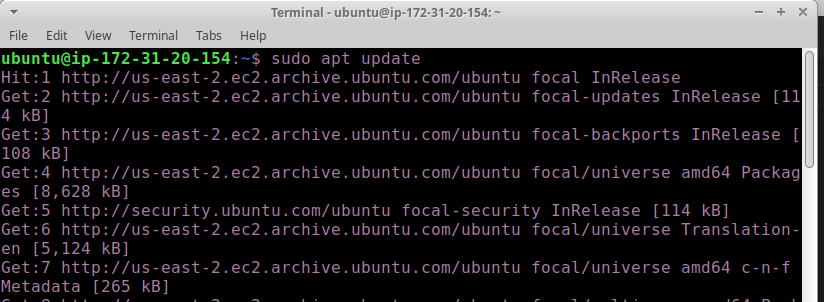 Terminal - ubuntu@ip-172-31-20-154: ~
File Edit View Terminal Tabs Help
ubuntu@ip-172-31-20-154:~$ sudo apt update
Hit:1 http://us-east-2.ec2.archive.ubuntu.com/ubuntu focal InRelease
Get:2 http://us-east-2.ec2.archive.ubuntu.com/ubuntu focal-updates InRelease [11
4 kB]
Get:3 http://us-east-2.ec2.archive.ubuntu.com/ubuntu focal-backports InRelease [
108 kB]
Get:4 http://us-east-2.ec2.archive.ubuntu.com/ubuntu focal/universe amd64 Packag
es [8,628 kB]
Get:5 http://security.ubuntu.com/ubuntu focal-security InRelease [114 kB]
Get:6 http://us-east-2.ec2.archive.ubuntu.com/ubuntu focal/universe Translation-
en [5,124 kB]
Get:7 http://us-east-2.ec2.archive.ubuntu.com/ubuntu focal/universe amd64 c-n-f
Metadata [265 kB]